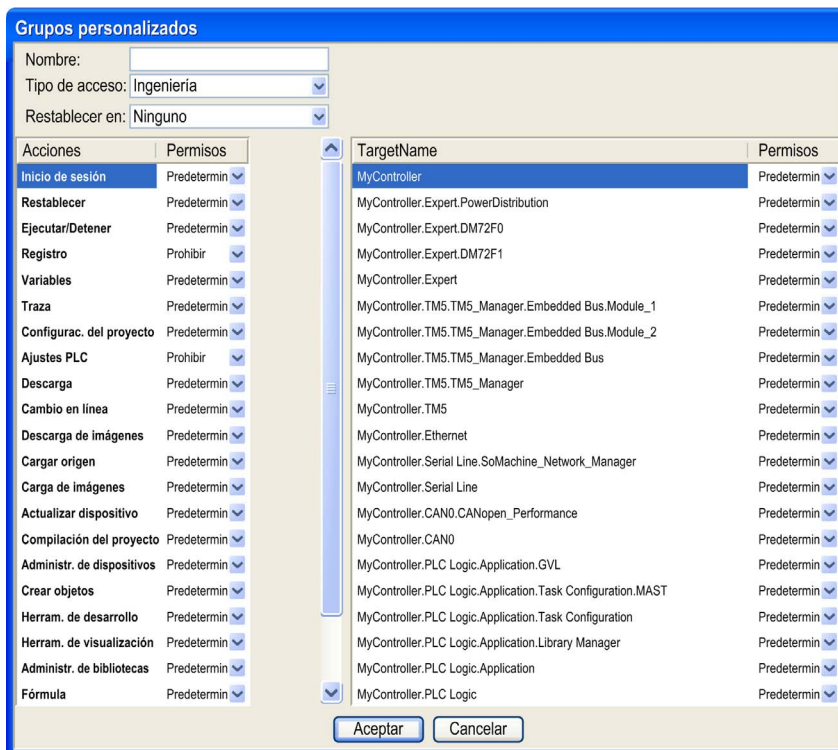 Grupos personalizados
Nombre:
Tipo de acceso: Ingeniería
Restablecer en: Ninguno
Acciones Permisos TargetName Permisos
Inicio de sesión Predetermin MyController Predetermin
Restablecer Predetermin MyController.Expert.PowerDistribution Predetermin
Ejecutar/Detener Predetermin MyController.Expert.DM72F0 Predetermin
Registro Prohibir MyController.Expert.DM72F1 Predetermin
Variables Predetermin MyController.Expert Predetermin
Traza Predetermin MyController.TM5.TM5_Manager.Embedded Bus.Module_1 Predetermin
Configurac. del proyecto Predetermin MyController.TM5.TM5_Manager.Embedded Bus.Module_2 Predetermin
Ajustes PLC Prohibir MyController.TM5.TM5_Manager.Embedded Bus Predetermin
Descarga Predetermin MyController.TM5.TM5_Manager Predetermin
Cambio en línea Predetermin MyController.TM5 Predetermin
Descarga de imágenes Predetermin MyController.Ethernet Predetermin
Cargar origen Predetermin MyController.Serial Line.SoMachine_Network_Manager Predetermin
Carga de imágenes Predetermin MyController.Serial Line Predetermin
Actualizar dispositivo Predetermin MyController.CAN0.CANopen_Performance Predetermin
Compilación del proyecto Predetermin MyController.CAN0 Predetermin
Administr. de dispositivos Predetermin MyController.PLC Logic.Application.GVL Predetermin
Crear objetos Predetermin MyController.PLC Logic.Application.Task Configuration.MAST Predetermin
Herram. de desarrollo Predetermin MyController.PLC Logic.Application.Task Configuration Predetermin
Herram. de visualización Predetermin MyController.PLC Logic.Application.Library Manager Predetermin
Administr. de bibliotecas Predetermin MyController.PLC Logic.Application Predetermin
Fórmula Predetermin MyController.PLC Logic Predetermin
Aceptar Cancelar